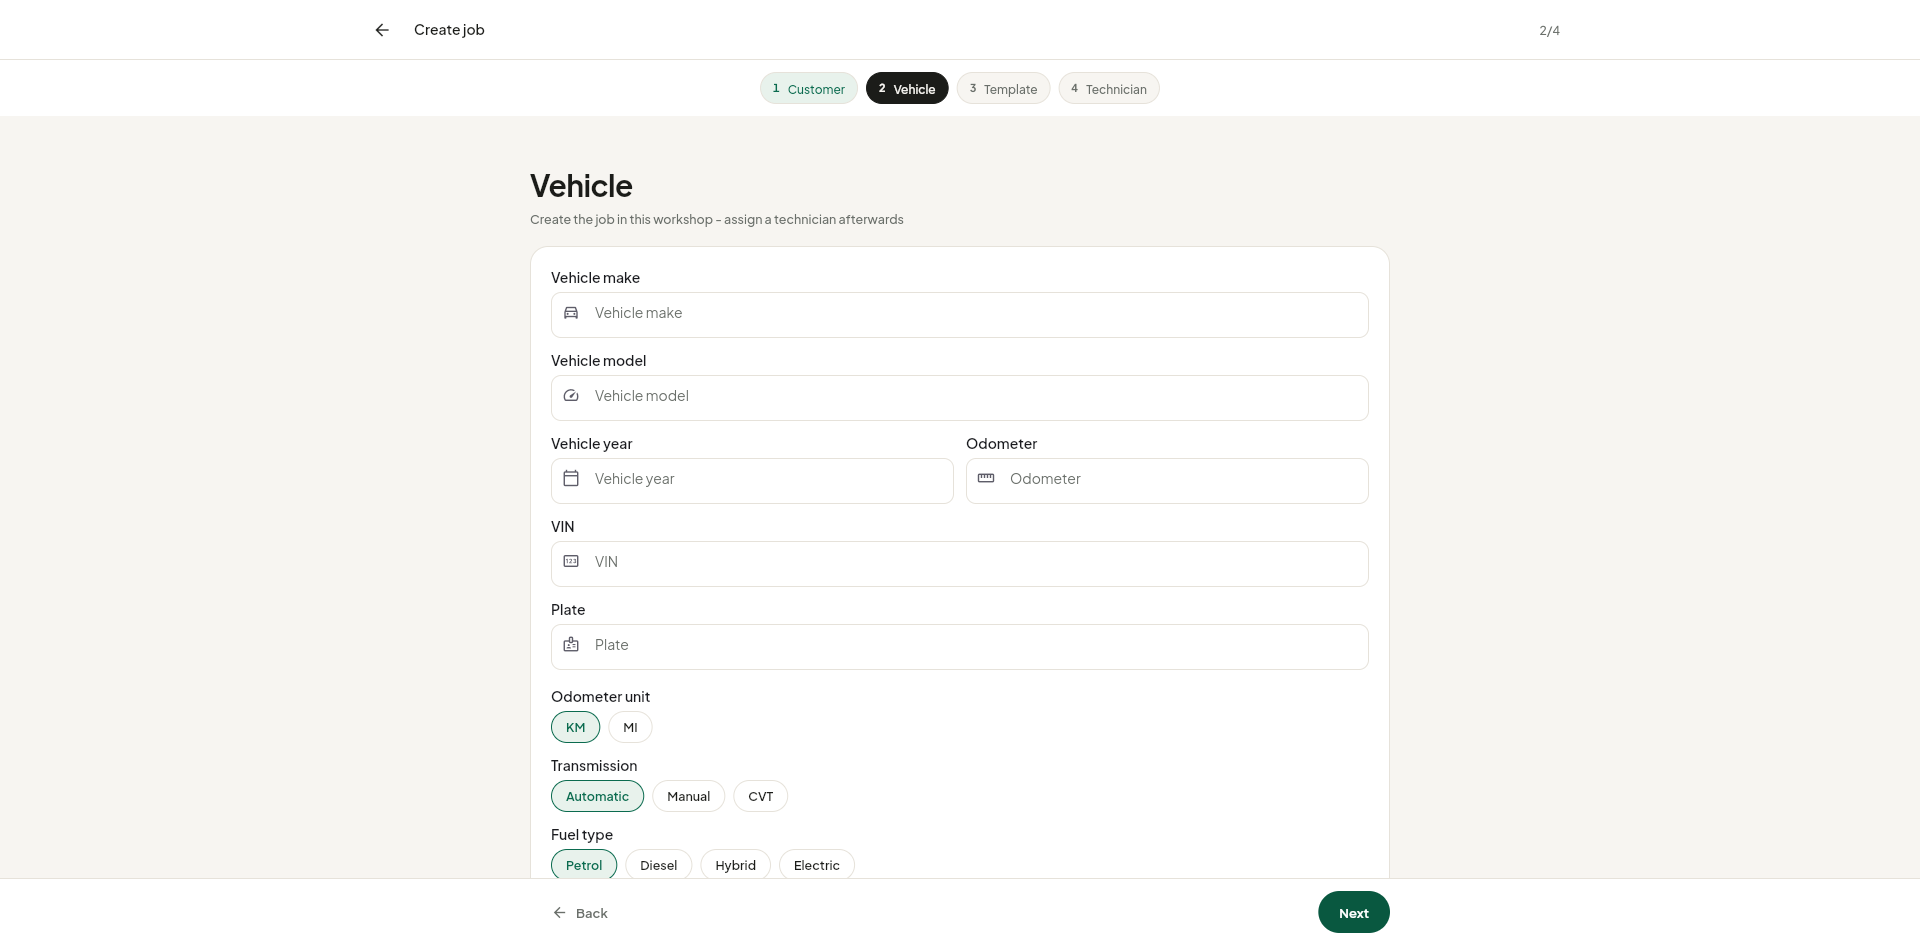 Create job
2/4
1 Customer
2 Vehicle
3 Template
4 Technician
Vehicle
Create the job in this workshop – assign a technician afterwards
Vehicle make
Vehicle make
Vehicle model
Vehicle model
Vehicle year
Odometer
Vehicle year
Odometer
VIN
123
VIN
Plate
Plate
Odometer unit
KM
MI
Transmission
Automatic
Manual
CVT
Fuel type
Petrol
Diesel
Hybrid
Electric
Back
Next